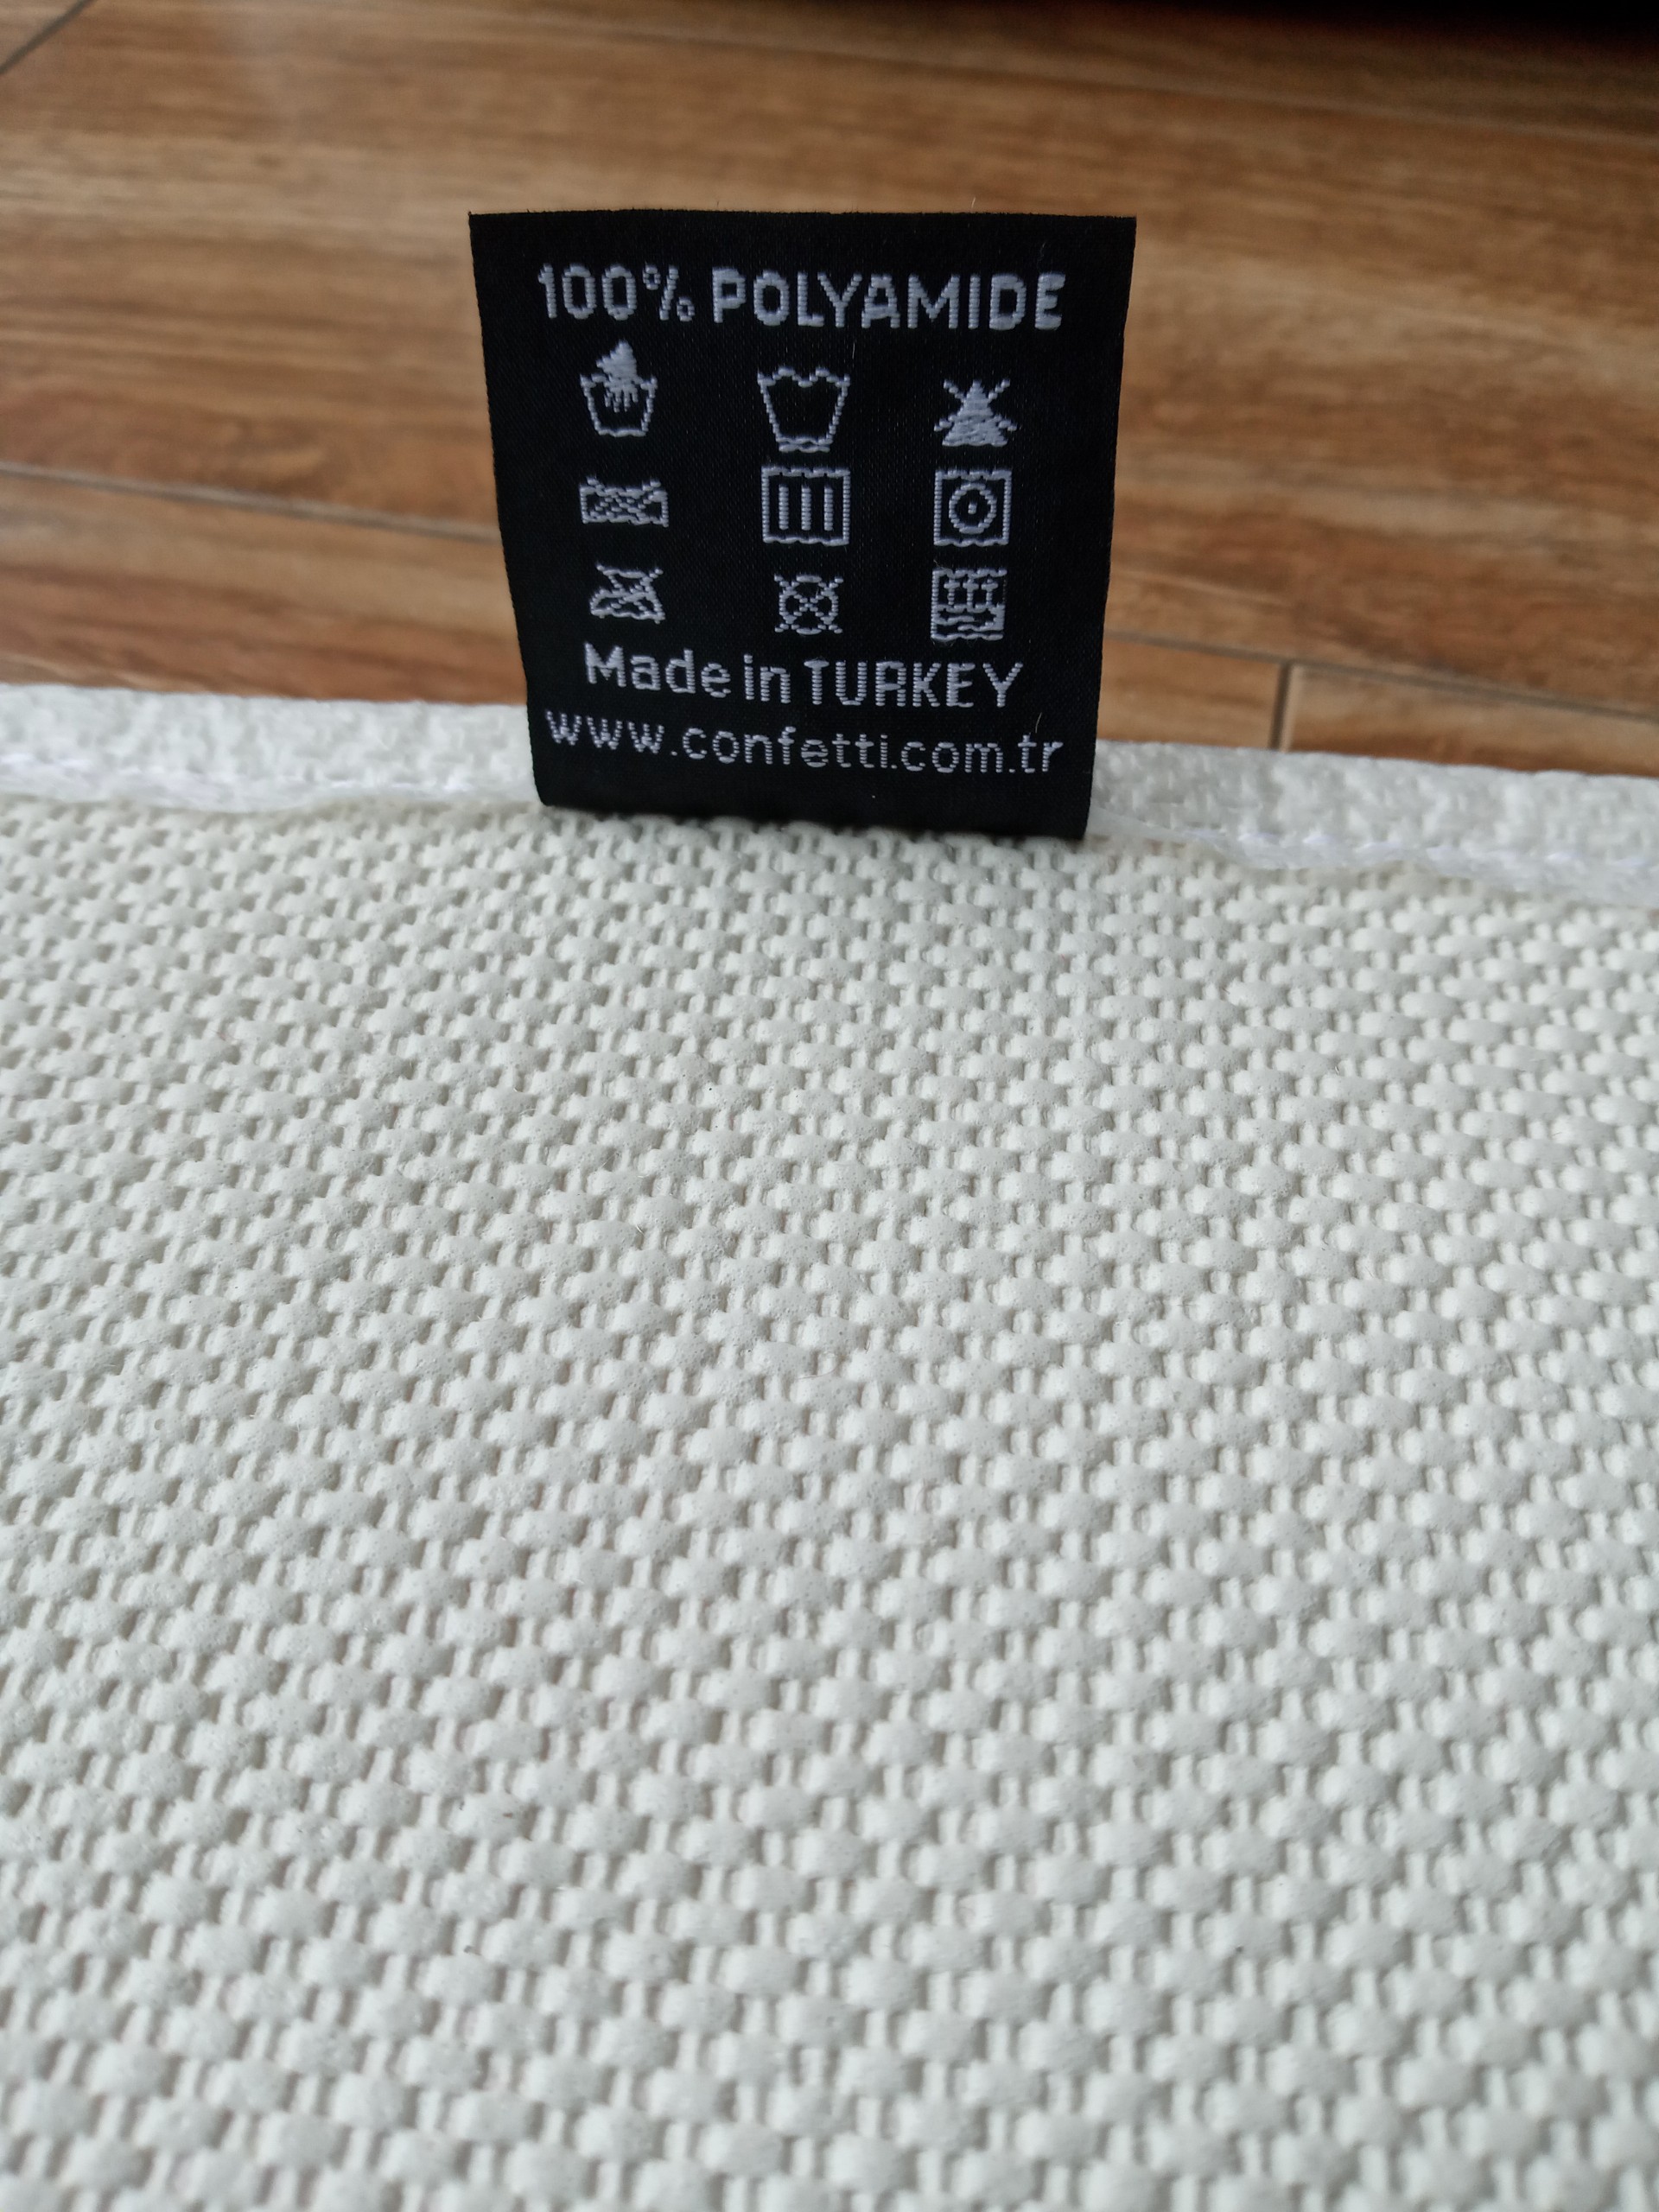 100% POLYAMIDE
Made in TURKEY
www.confetti.com.tr